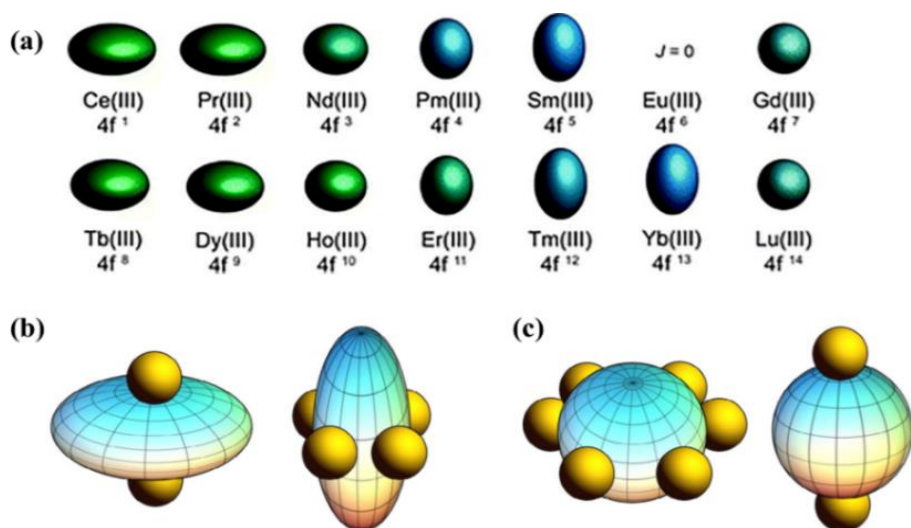 (a)
J = 0
Ce(III) Pr(III) Nd(III) Pm(III) Sm(III) Eu(III) Gd(III)
4f 1 4f 2 4f 3 4f 4 4f 5 4f 6 4f 7
Tb(III) Dy(III) Ho(III) Er(III) Tm(III) Yb(III) Lu(III)
4f 8 4f 9 4f 10 4f 11 4f 12 4f 13 4f 14
(b) (c)